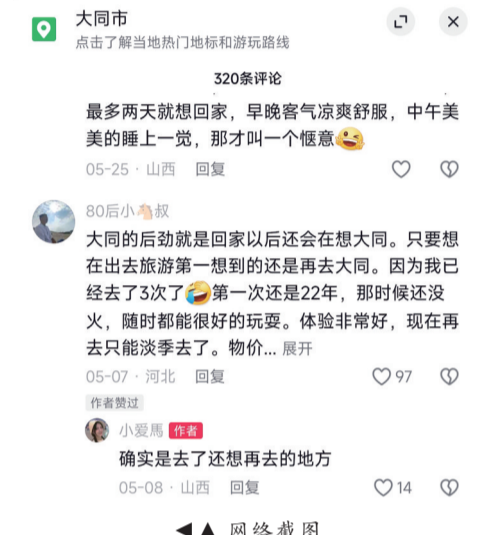 大同市
点击了解当地热门地标和游玩路线
320条评论
最多两天就想回家，早晚客气凉爽舒服，中午美
美的睡上一觉，那才叫一个惬意
05-25 · 山西 回复
80后小🐴叔
大同的后劲就是回家以后还会在想大同。只要想
在出去旅游第一想到的还是再去大同。因为我已
经去了3次了🤣第一次还是22年，那时候还没
火，随时都能很好的玩耍。体验非常好，现在再
去只能淡季去了。物价... 展开
05-07 · 河北 回复 97
作者赞过
小爱馬 作者
确实是去了还想再去的地方
05-08 · 山西 回复 14
◀▲ 网络截图